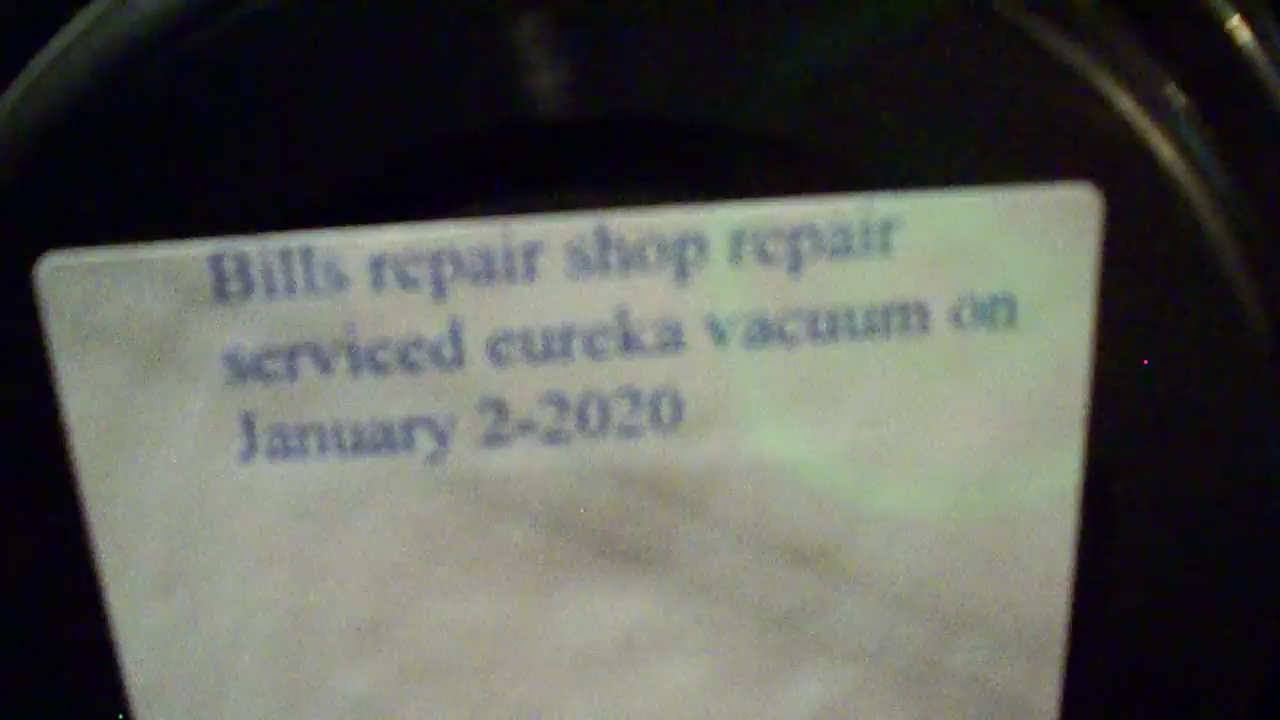 Bills repair shop repair
serviced eureka vacuum on
January 2-2020